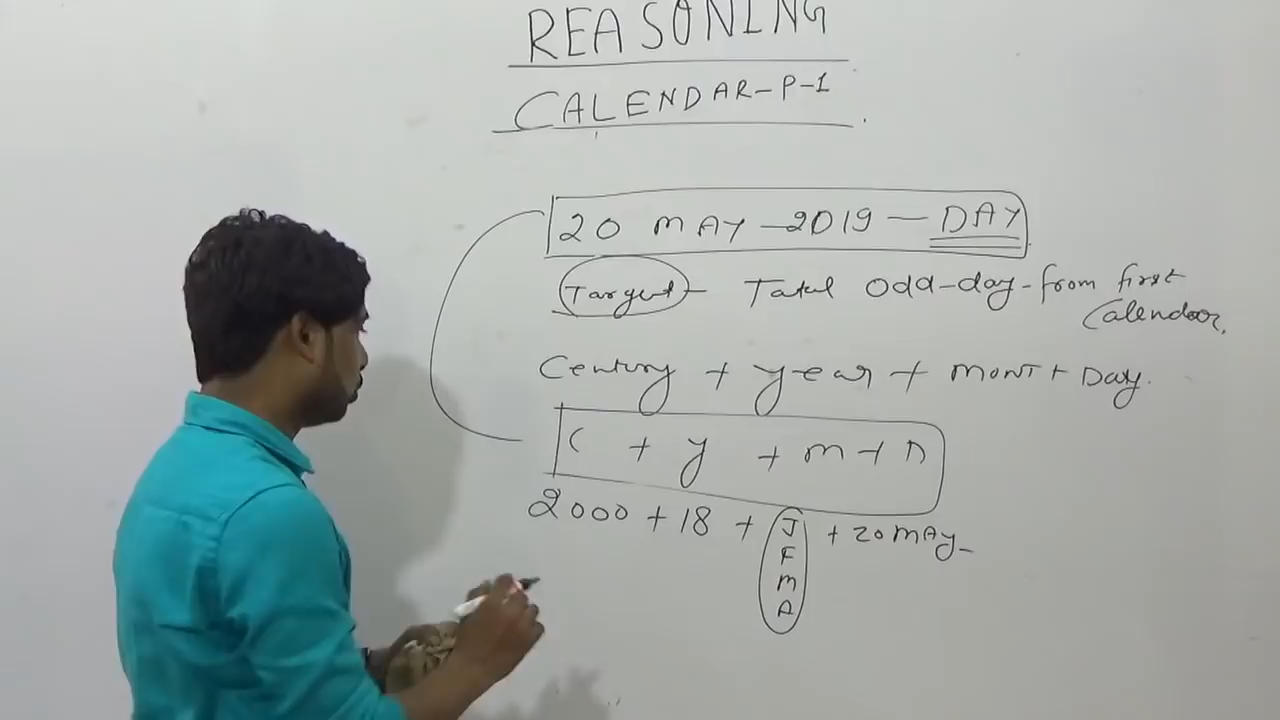 REASONING
CALENDAR-P-1
20 MAY-2019-DAY
Target- Total Odd-day-from first
Calendar,
Century + year + MONT + Day.
C + y + m + D
2000 + 18 + J + 20 MAy-
F
m
A